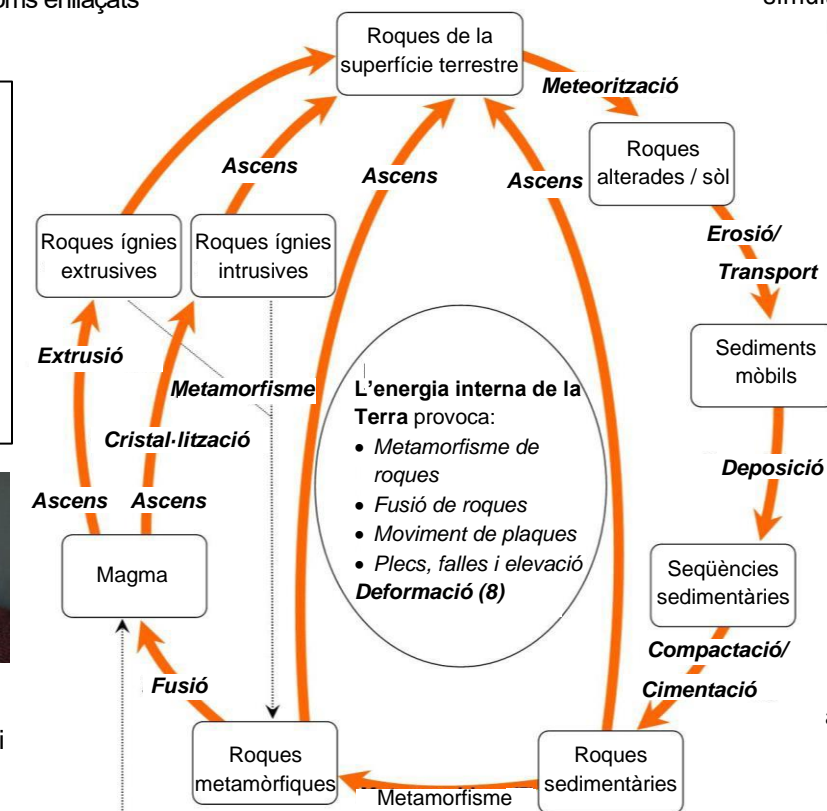 Roques de la
superfície terrestre
Meteorització
Roques
alterades / sòl
Ascens
Ascens
Ascens
Erosió/
Transport
Roques ígnies
extrusives
Roques ígnies
intrusives
Sediments
mòbils
Extrusió
Metamorfisme
Cristal·lització
L’energia interna de la
Terra provoca:
• Metamorfisme de
roques
• Fusió de roques
• Moviment de plaques
• Plecs, falles i elevació
Deformació (8)
Deposició
Ascens
Ascens
Magma
Seqüències
sedimentàries
Compactació/
Cimentació
Fusió
i
Roques
metamòrfiques
Metamorfisme
Roques
sedimentàries